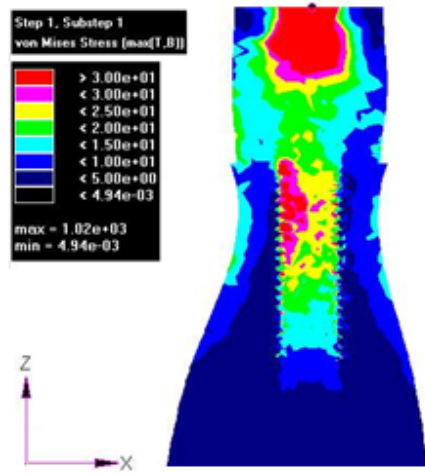 Step 1, Substep 1
von Mises Stress (max(T,B))
> 3.00e+01
< 3.00e+01
< 2.50e+01
< 2.00e+01
< 1.50e+01
< 1.00e+01
< 5.00e+00
< 4.94e-03
max = 1.02e+03
min = 4.94e-03
Z
X